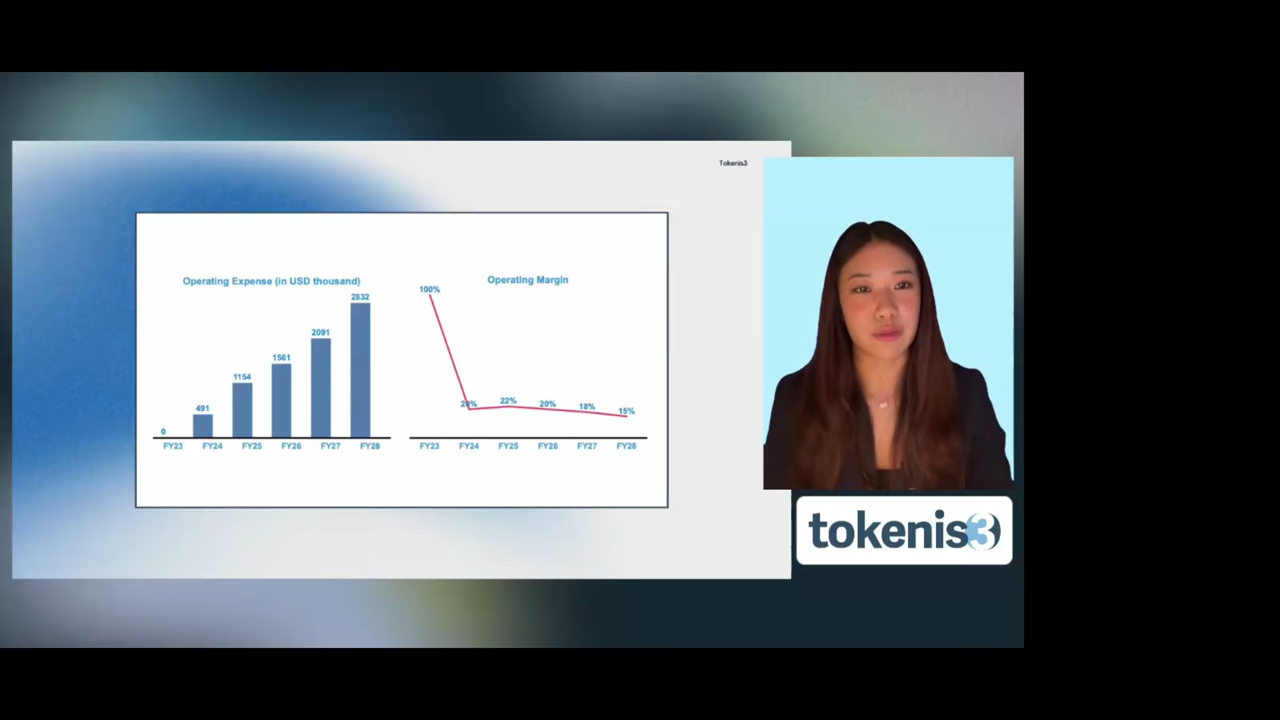 Tokenis3
Operating Expense (in USD thousand)
0
491
1154
1561
2091
2832
FY23 FY24 FY25 FY26 FY27 FY28
Operating Margin
100%
20%
22%
20%
18%
15%
FY23 FY24 FY25 FY26 FY27 FY28
tokenis3